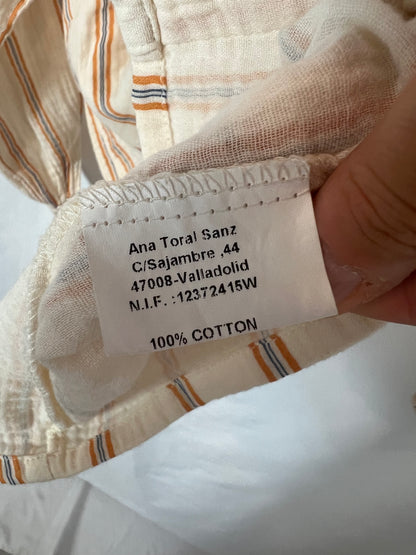 Ana Toral Sanz
C/Sajambre ,44
47008-Valladolid
N.I.F. :12372415W
100% COTTON